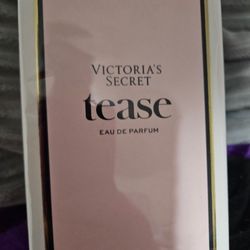 VICTORIA'S
SECRET
tease
EAU DE PARFUM